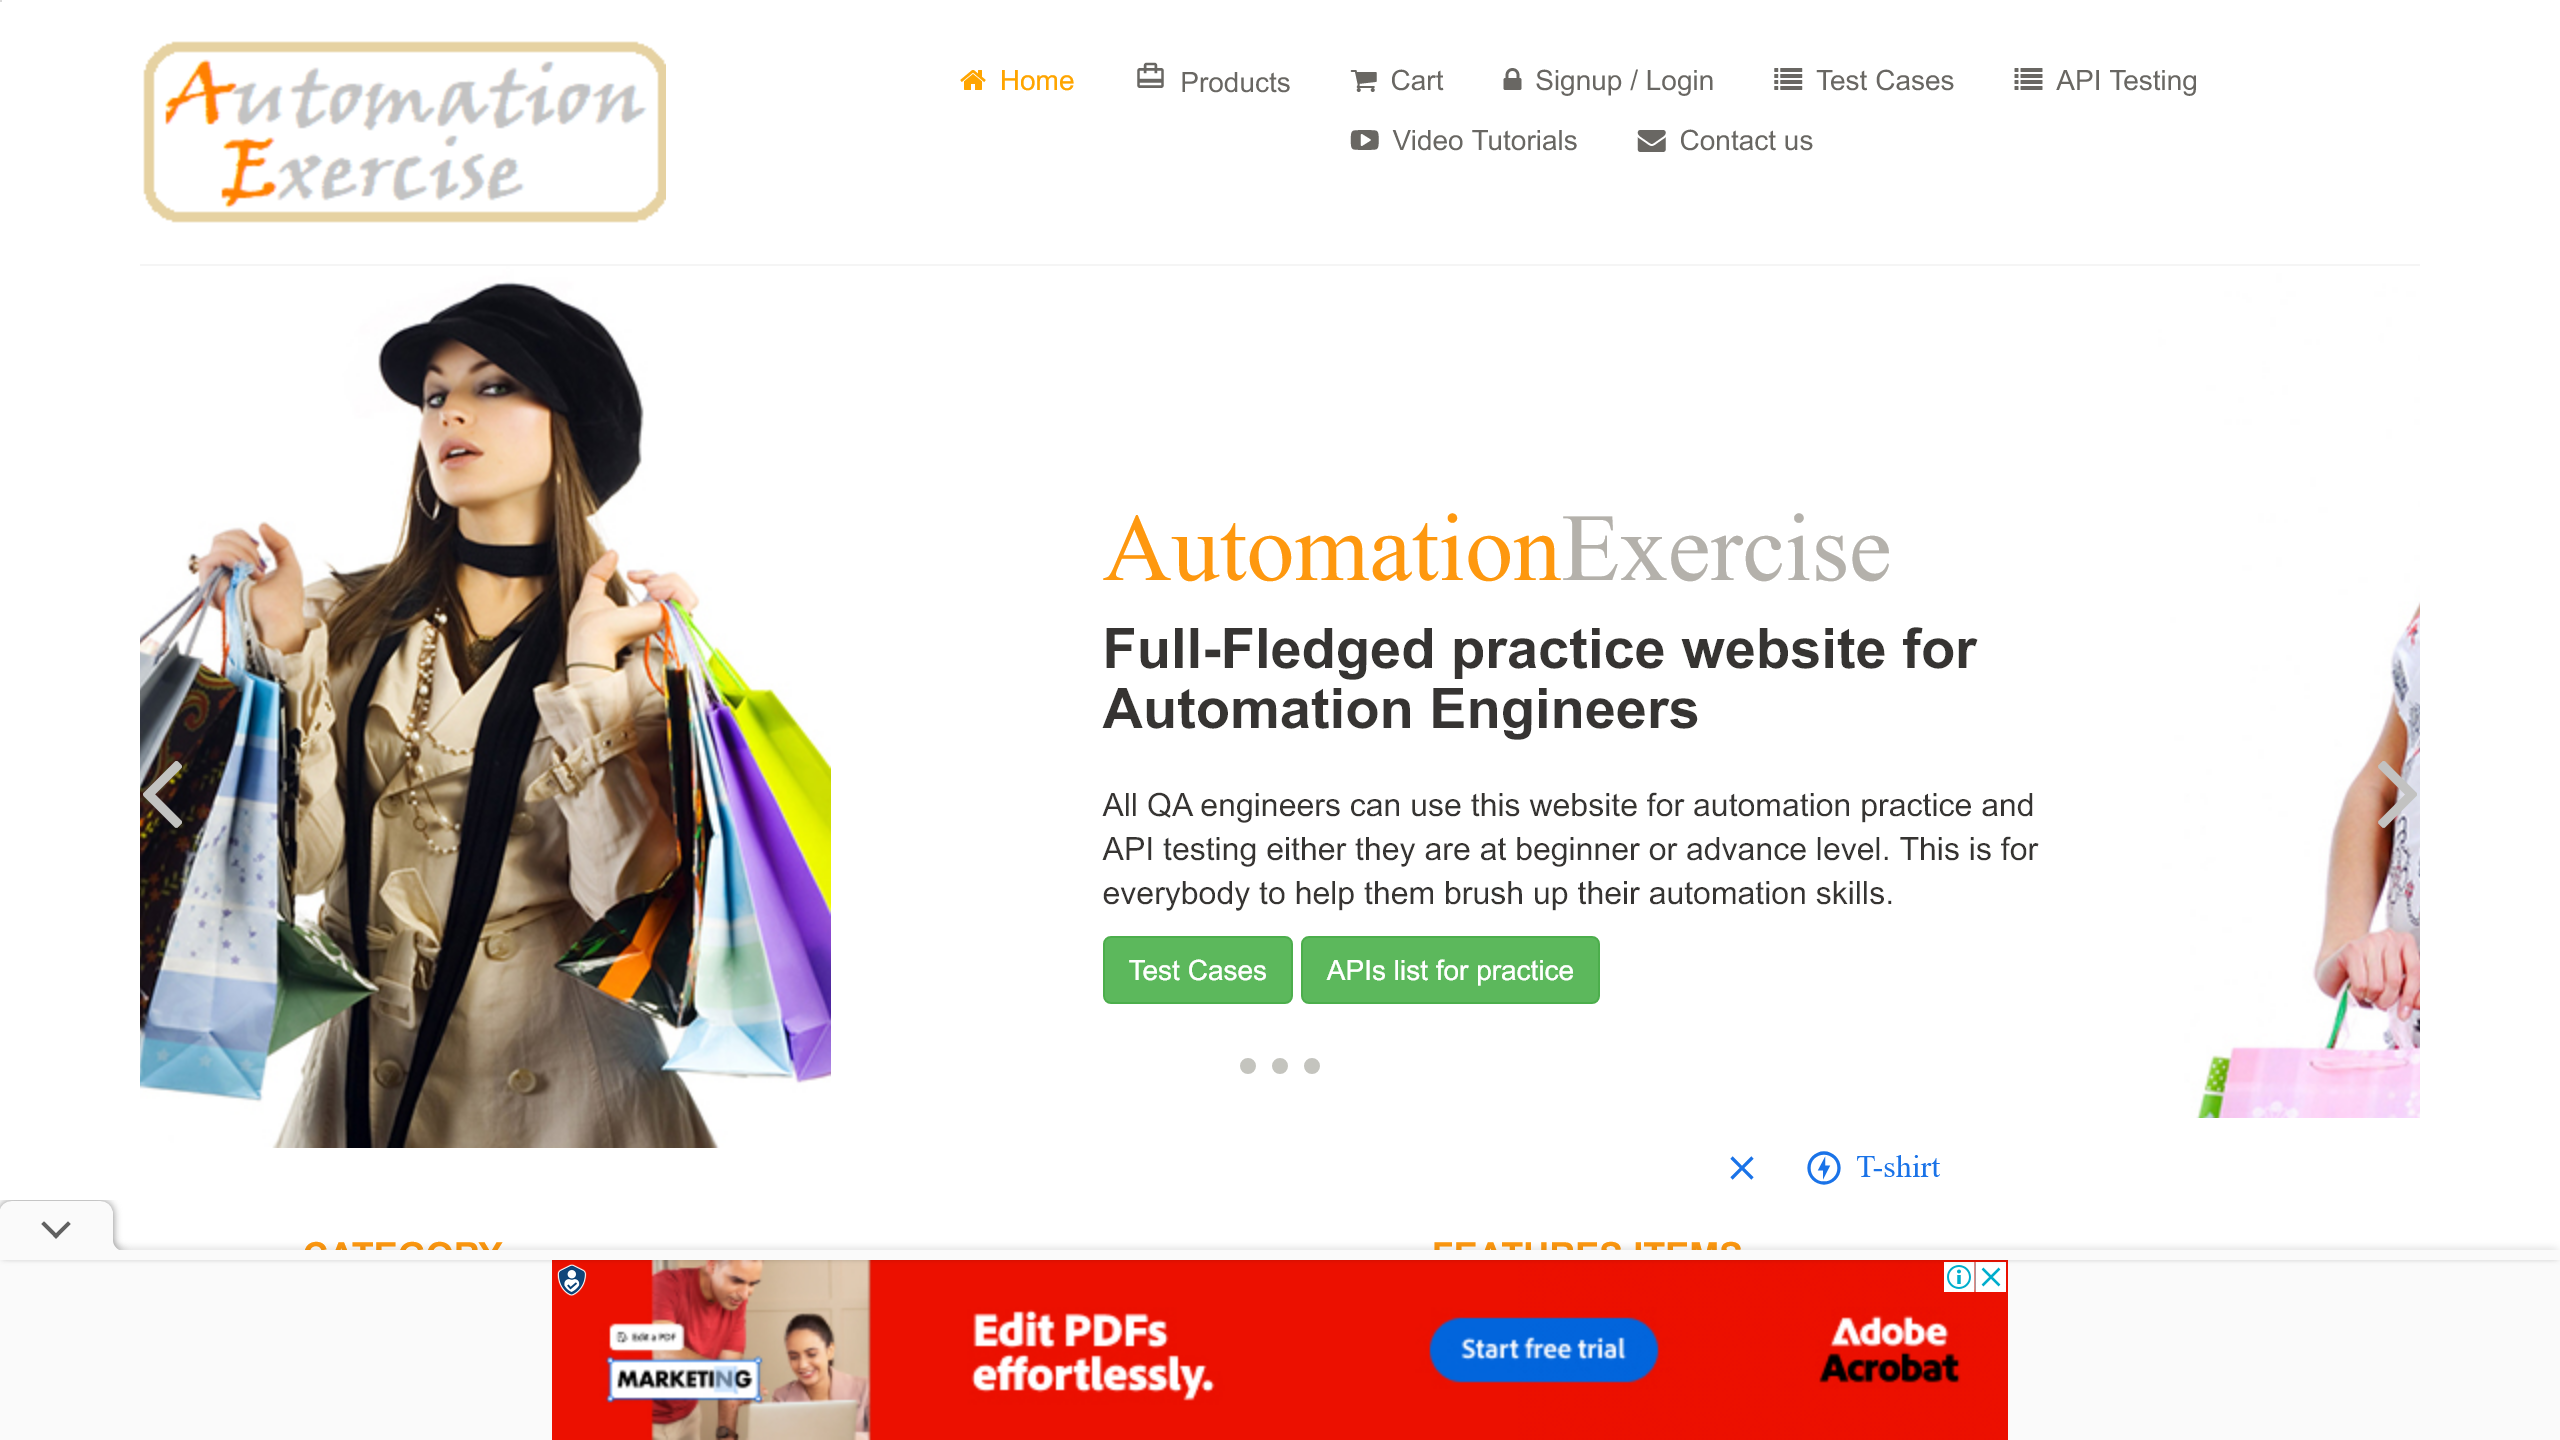 Automation
Exercise
Home
Products
Cart
Signup / Login
Test Cases
API Testing
Video Tutorials
Contact us
AutomationExercise
Full-Fledged practice website for
Automation Engineers
All QA engineers can use this website for automation practice and
API testing either they are at beginner or advance level. This is for
everybody to help them brush up their automation skills.
Test Cases
APIs list for practice
T-shirt
CATEGORY
FEATURES ITEMS
Edit a PDF
MARKETING
Edit PDFs
effortlessly.
Start free trial
Adobe
Acrobat